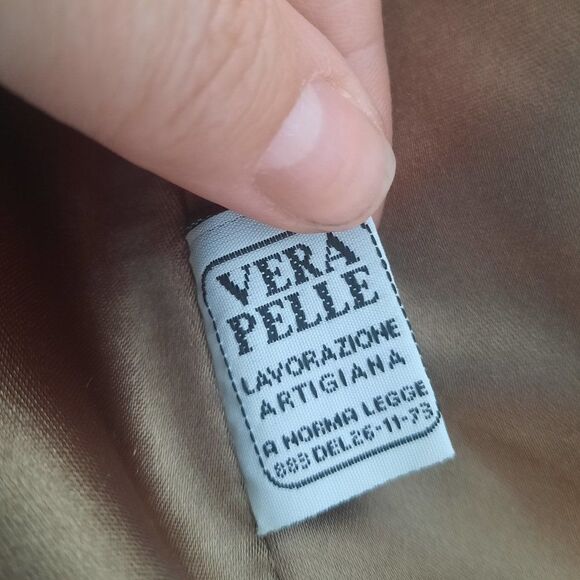 VERA
PELLE
LAVORAZIONE
ARTIGIANA
A NORMA LEGGE
883 DEL 26-11-73